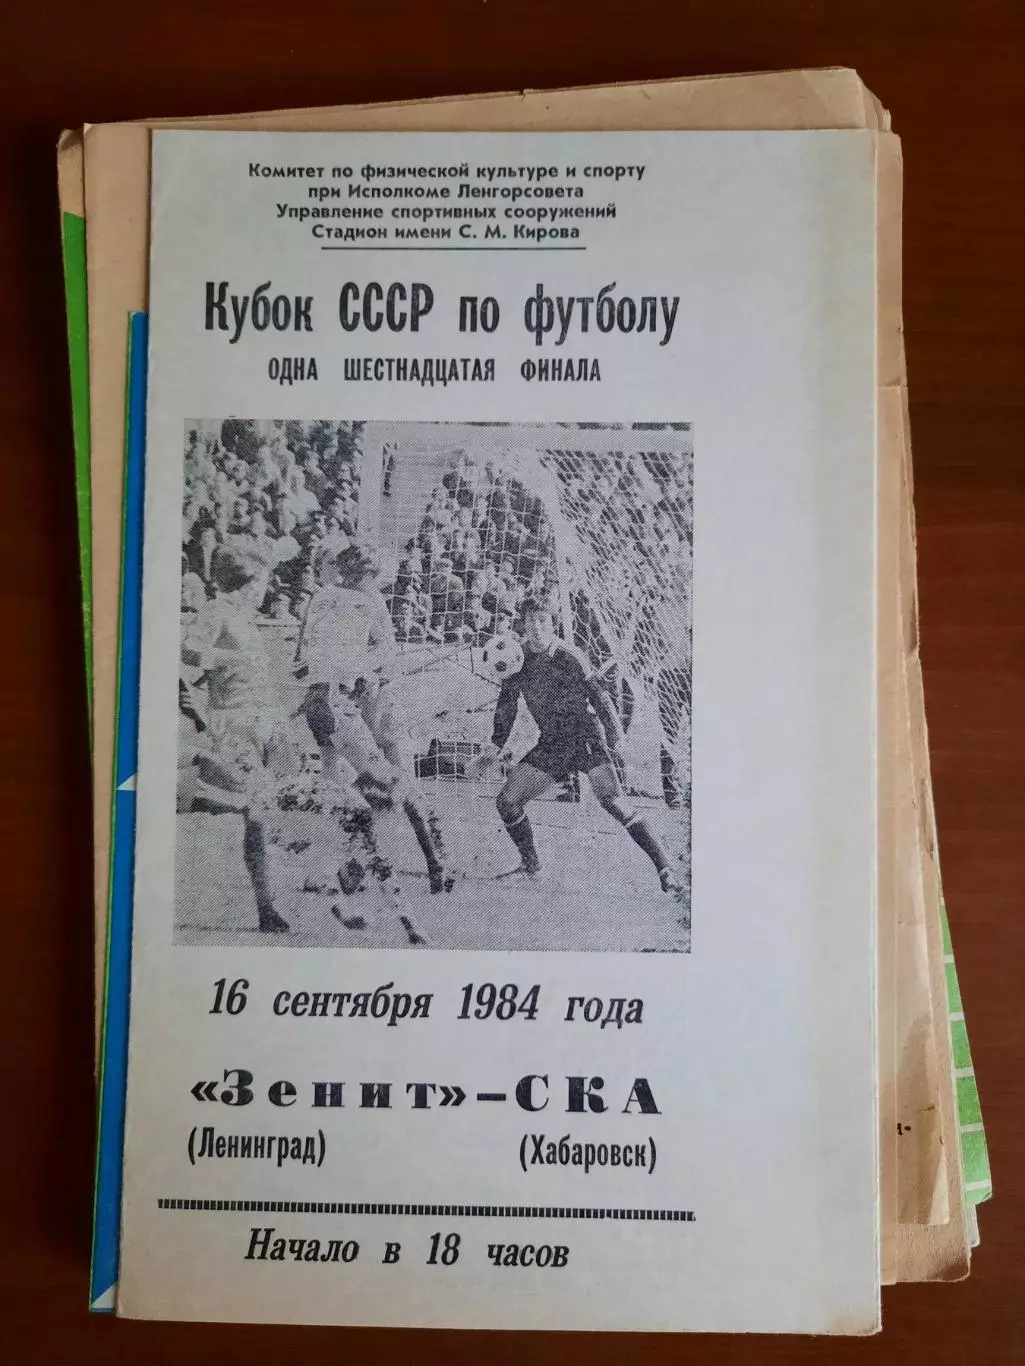 Комитет по физической культуре и спорту
при Исполкоме Ленгорсовета
Управление спортивных сооружений
Стадион имени С. М. Кирова
Кубок СССР по футболу
ОДНА ШЕСТНАДЦАТАЯ ФИНАЛА
16 сентября 1984 года
«Зенит» – СКА
(Ленинград) (Хабаровск)
Начало в 18 часов